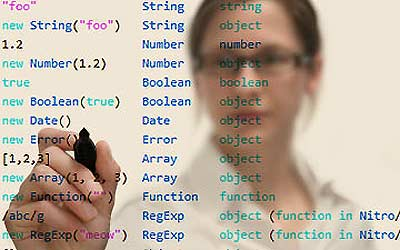 "foo" String string
new String("foo") String object
1.2 Number number
new Number(1.2) Number object
true Boolean boolean
new Boolean(true) Boolean object
new Date() Date object
new Error() Error object
[1,2,3] Array object
new Array(1, 2, 3) Array object
new Function("") Function function
/abc/g RegExp object (function in Nitro/
new RegExp("meow") RegExp object (function in Nitro/